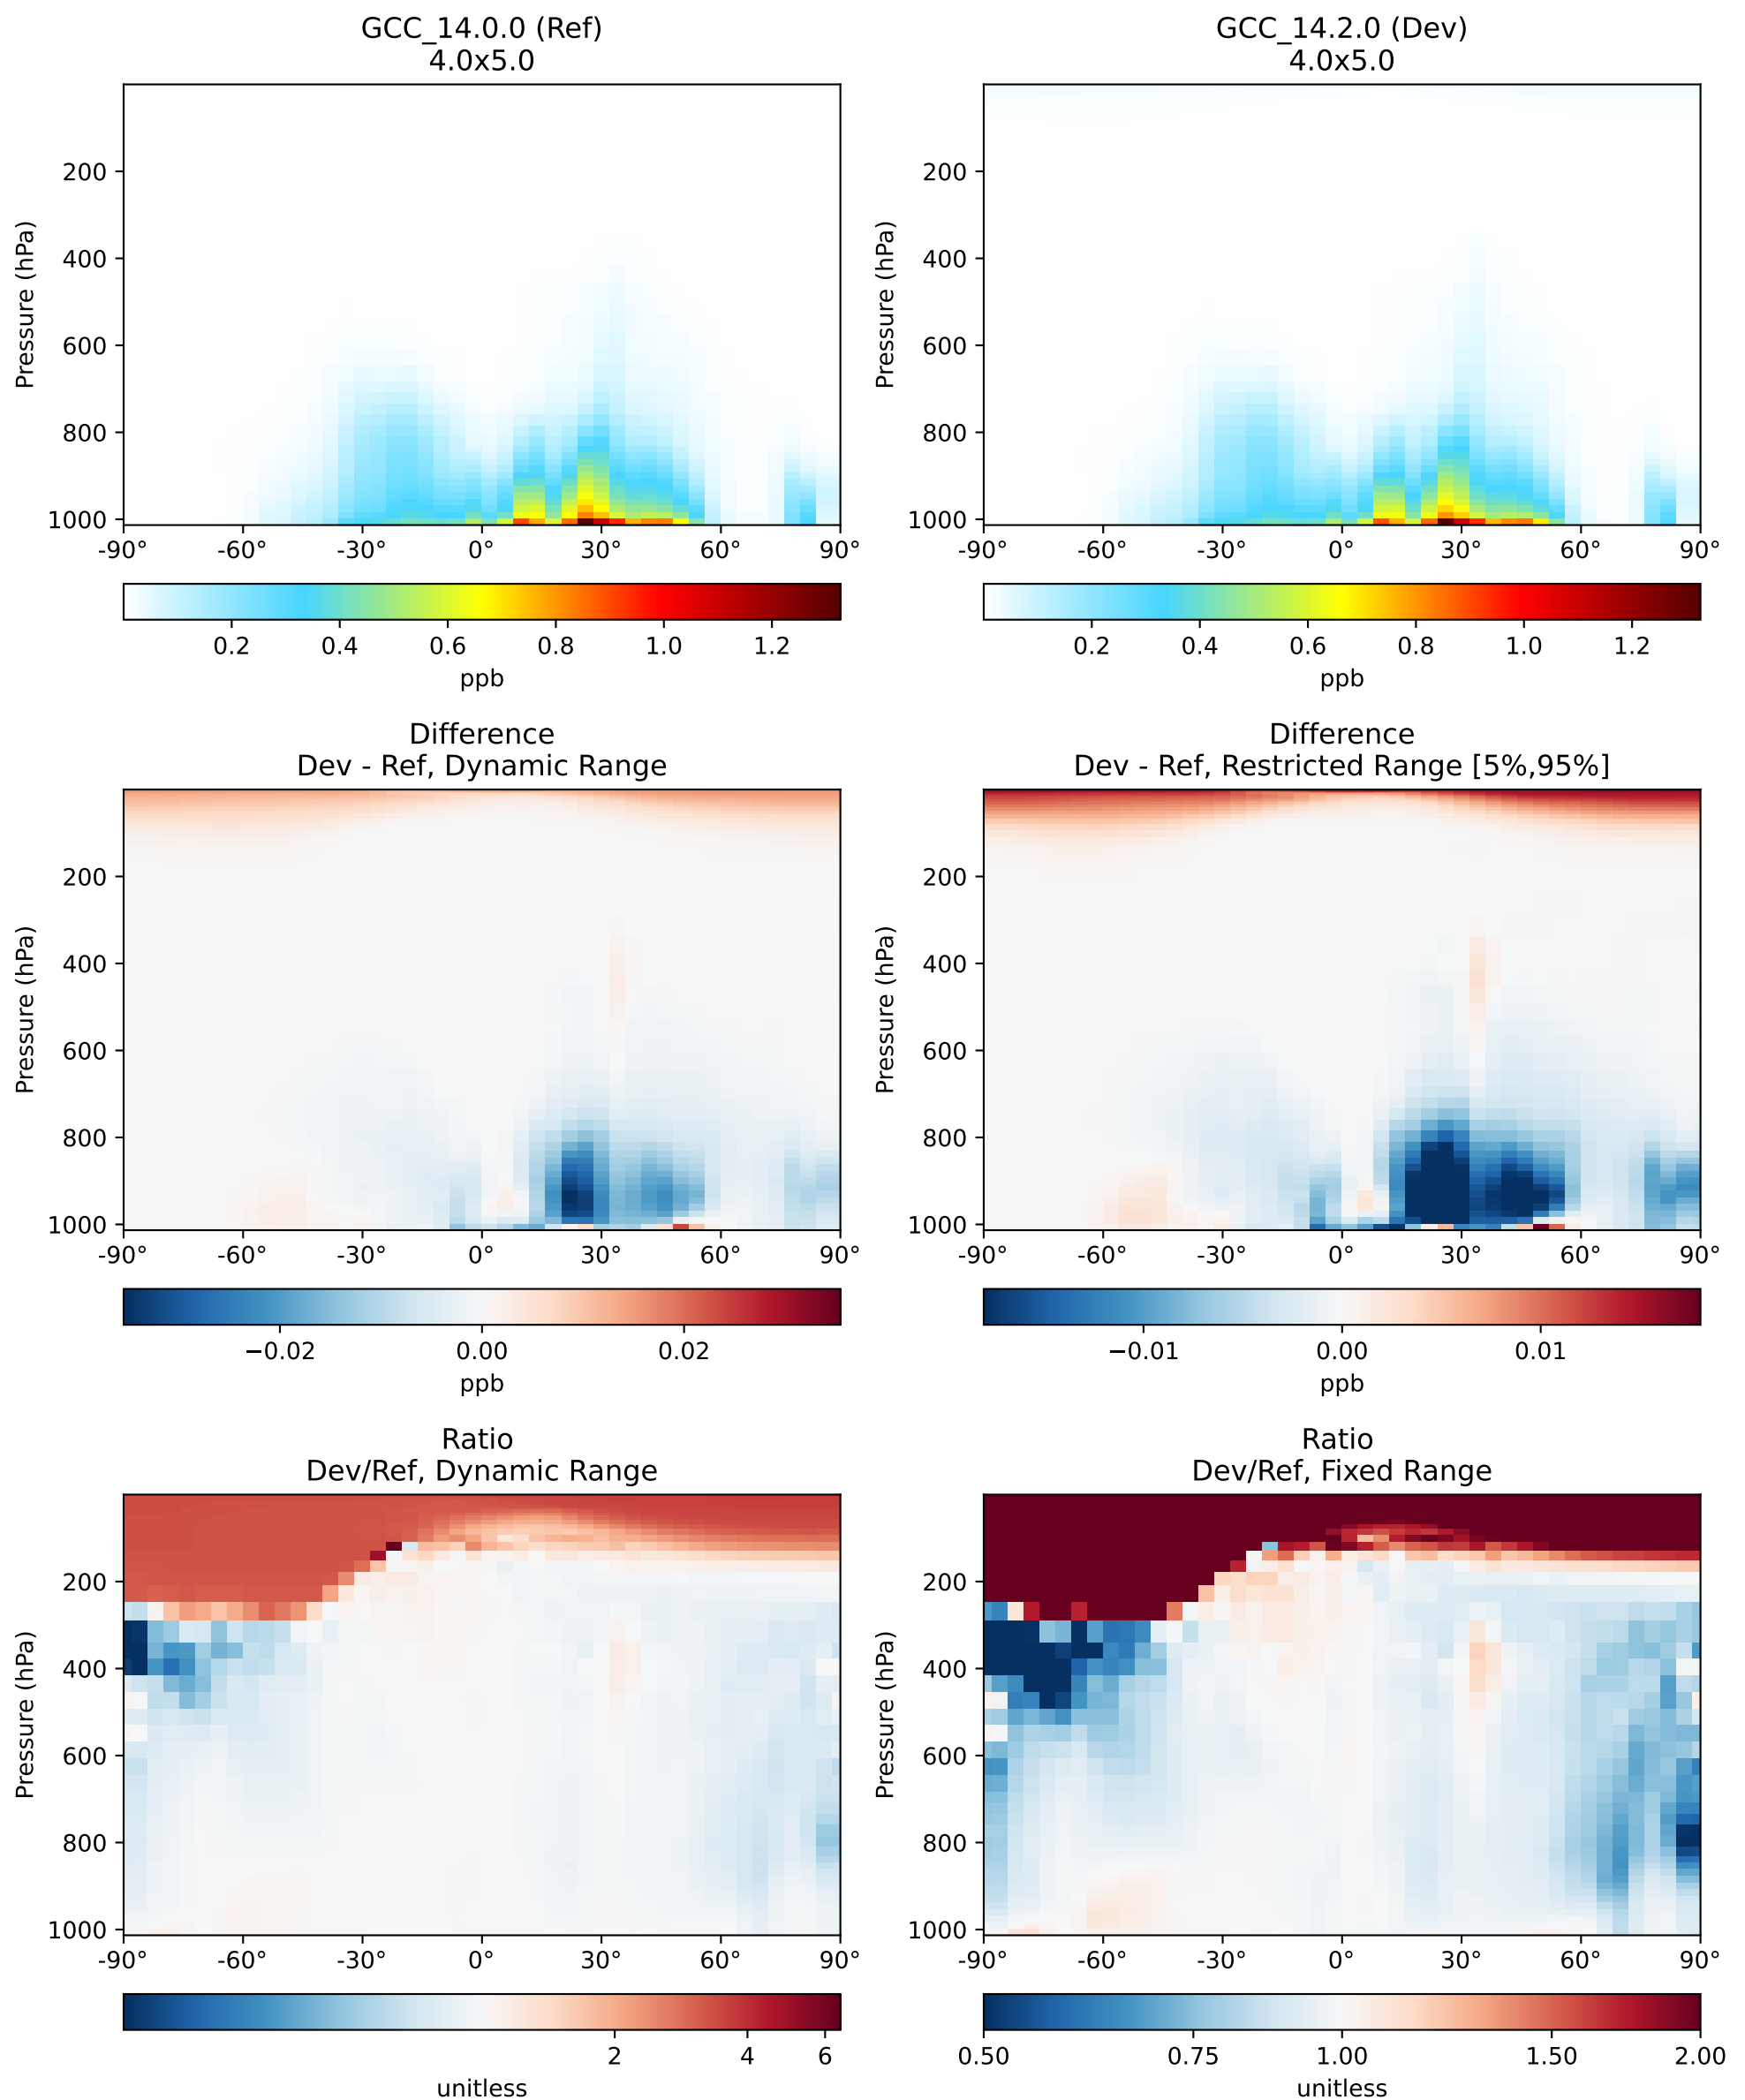 GCC_14.0.0 (Ref)
4.0x5.0
Pressure (hPa)
200
400
600
800
1000
-90° -60° -30° 0° 30° 60° 90°
0.2 0.4 0.6 0.8 1.0 1.2
ppb
GCC_14.2.0 (Dev)
4.0x5.0
Pressure (hPa)
200
400
600
800
1000
-90° -60° -30° 0° 30° 60° 90°
0.2 0.4 0.6 0.8 1.0 1.2
ppb
Difference
Dev - Ref, Dynamic Range
Pressure (hPa)
200
400
600
800
1000
-90° -60° -30° 0° 30° 60° 90°
−0.02 0.00 0.02
ppb
Difference
Dev - Ref, Restricted Range [5%,95%]
Pressure (hPa)
200
400
600
800
1000
-90° -60° -30° 0° 30° 60° 90°
−0.01 0.00 0.01
ppb
Ratio
Dev/Ref, Dynamic Range
Pressure (hPa)
200
400
600
800
1000
-90° -60° -30° 0° 30° 60° 90°
2 4 6
unitless
Ratio
Dev/Ref, Fixed Range
Pressure (hPa)
200
400
600
800
1000
-90° -60° -30° 0° 30° 60° 90°
0.50 0.75 1.00 1.50 2.00
unitless